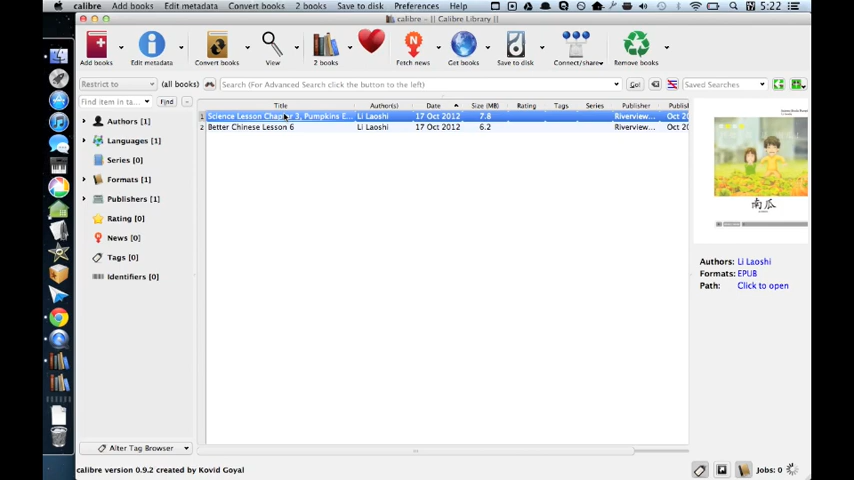 calibre Add books Edit metadata Convert books 2 books Save to disk Preferences Help 5:22
calibre - || Calibre Library ||
Add books Edit metadata Convert books View 2 books Fetch news Get books Save to disk Connect/share Remove books
Restrict to (all books) Search (For Advanced Search click the button to the left) Go! Saved Searches
Find item in ta... Find
Title Author(s) Date Size (MB) Rating Tags Series Publisher Publisl
1 Science Lesson Chapter 3, Pumpkins E... Li Laoshi 17 Oct 2012 7.8 Riverview... Oct 20
2 Better Chinese Lesson 6 Li Laoshi 17 Oct 2012 6.2 Riverview... Oct 20
Authors [1]
Languages [1]
Series [0]
Formats [1]
Publishers [1]
Rating [0]
News [0]
Tags [0]
Identifiers [0]
南瓜
Authors: Li Laoshi
Formats: EPUB
Path: Click to open
Alter Tag Browser
calibre version 0.9.2 created by Kovid Goyal
Jobs: 0